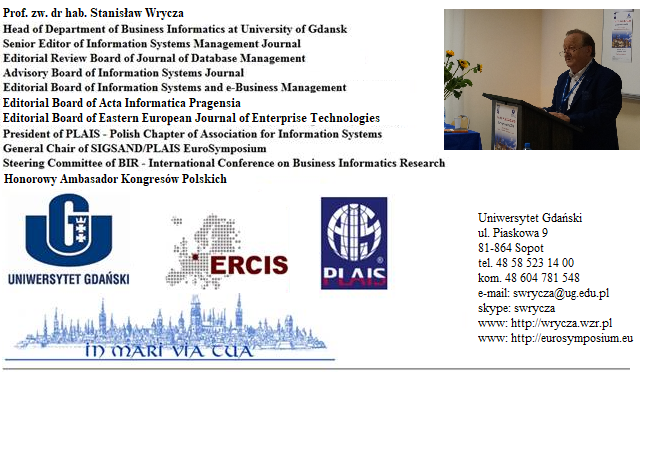 Prof. zw. dr hab. Stanisław Wrycza
Head of Department of Business Informatics at University of Gdansk
Senior Editor of Information Systems Management Journal
Editorial Review Board of Journal of Database Management
Advisory Board of Information Systems Journal
Editorial Board of Information Systems and e-Business Management
Editorial Board of Acta Informatica Pragensia
Editorial Board of Eastern European Journal of Enterprise Technologies
President of PLAIS - Polish Chapter of Association for Information Systems
General Chair of SIGSAND/PLAIS EuroSymposium
Steering Committee of BIR - International Conference on Business Informatics Research
Honorowy Ambasador Kongresów Polskich
UNIWERSYTET GDAŃSKI
ERCIS
PLAIS
IN MARI VIA TUA
Uniwersytet Gdański
ul. Piaskowa 9
81-864 Sopot
tel. 48 58 523 14 00
kom. 48 604 781 548
e-mail: swrycza@ug.edu.pl
skype: swrycza
www: http://wrycza.wzr.pl
www: http://eurosymposium.eu